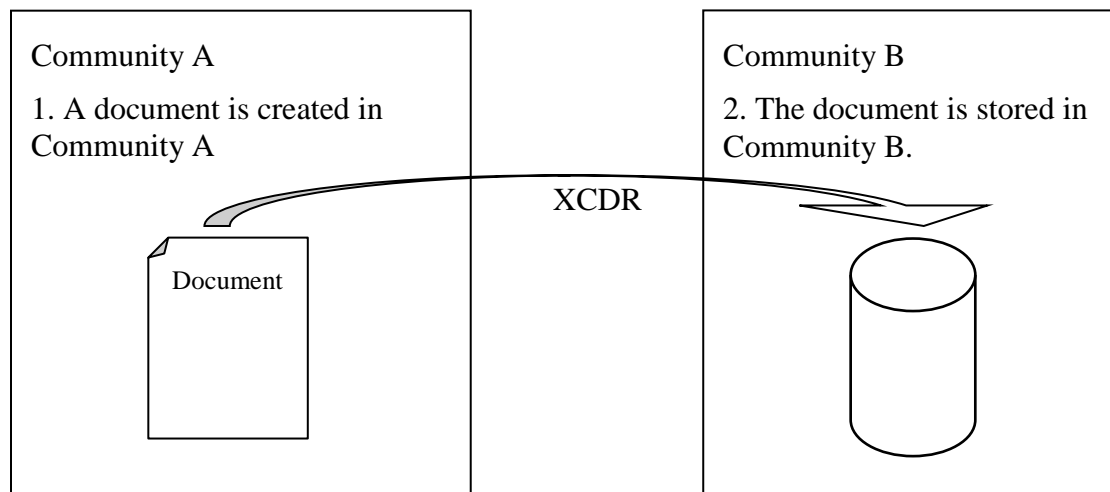 Community A
1. A document is created in
Community A
Community B
2. The document is stored in
Community B.
XCDR
Document